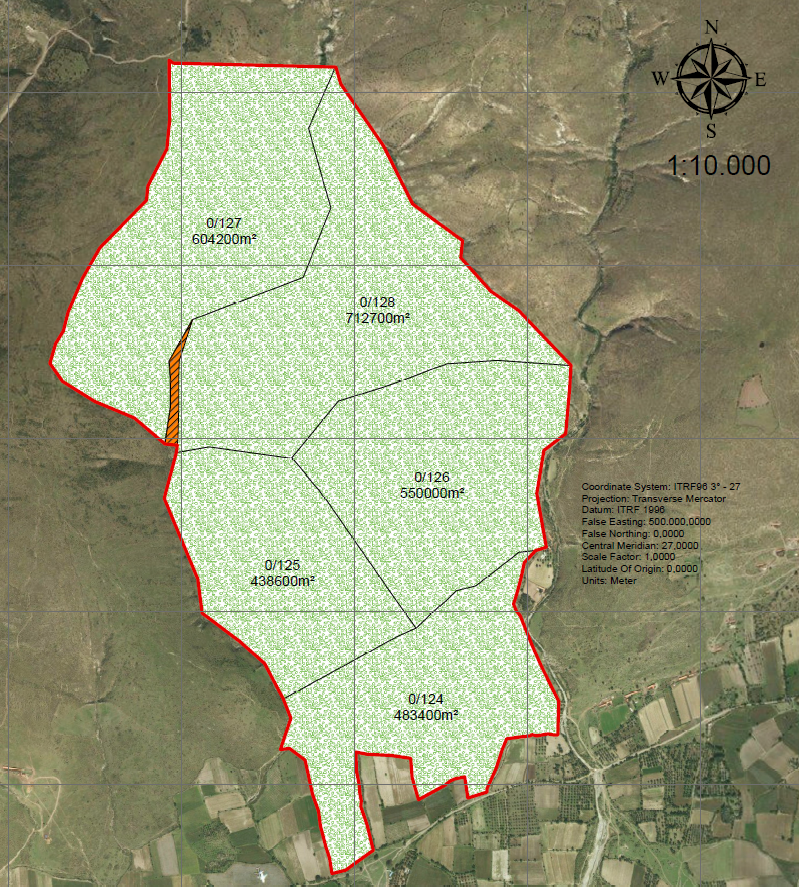 N
W E
S
1:10.000
0/127
604200m²
0/128
712700m²
0/126
550000m²
Coordinate System: ITRF96 3° - 27
Projection: Transverse Mercator
Datum: ITRF 1996
False Easting: 500.000,0000
False Northing: 0,0000
Central Meridian: 27,0000
Scale Factor: 1,0000
Latitude Of Origin: 0,0000
Units: Meter
0/125
438600m²
0/124
483400m²